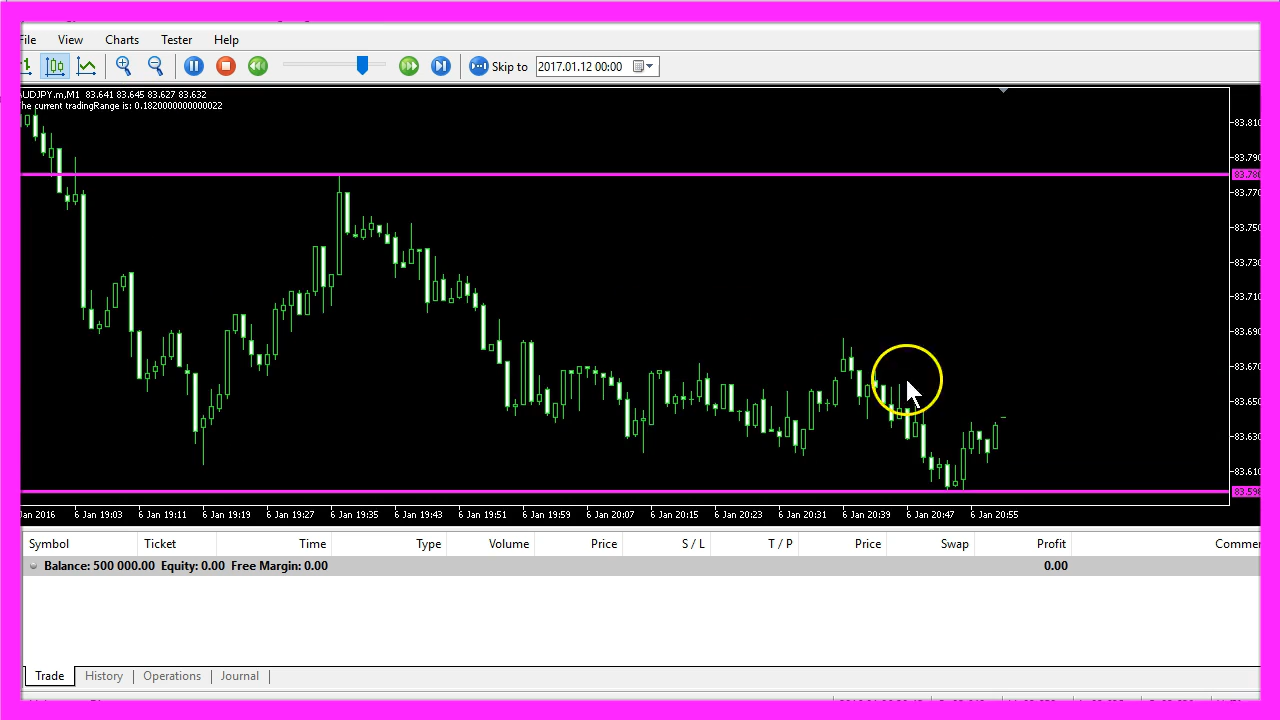 File View Charts Tester Help
Skip to 2017.01.12 00:00
AUDJPY.m,M1 83.641 83.645 83.627 83.632
The current tradingRange is: 0.1820000000000022
83.810
83.790
83.780
83.770
83.750
83.730
83.710
83.690
83.670
83.650
83.630
83.610
83.598
Jan 2016 6 Jan 19:03 6 Jan 19:11 6 Jan 19:19 6 Jan 19:27 6 Jan 19:35 6 Jan 19:43 6 Jan 19:51 6 Jan 19:59 6 Jan 20:07 6 Jan 20:15 6 Jan 20:23 6 Jan 20:31 6 Jan 20:39 6 Jan 20:47 6 Jan 20:55
Symbol Ticket Time Type Volume Price S / L T / P Price Swap Profit Commen
Balance: 500 000.00 Equity: 0.00 Free Margin: 0.00 0.00
Trade History Operations Journal